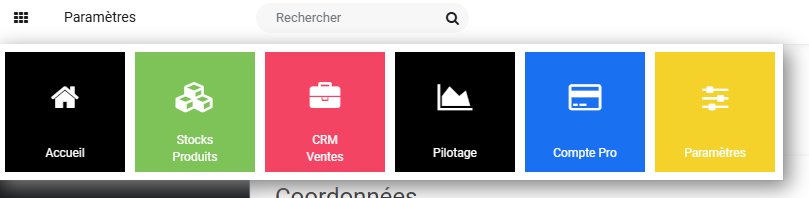 Paramètres
Rechercher
Accueil
Stocks
Produits
CRM
Ventes
Pilotage
Compte Pro
Paramètres
Coordonnées